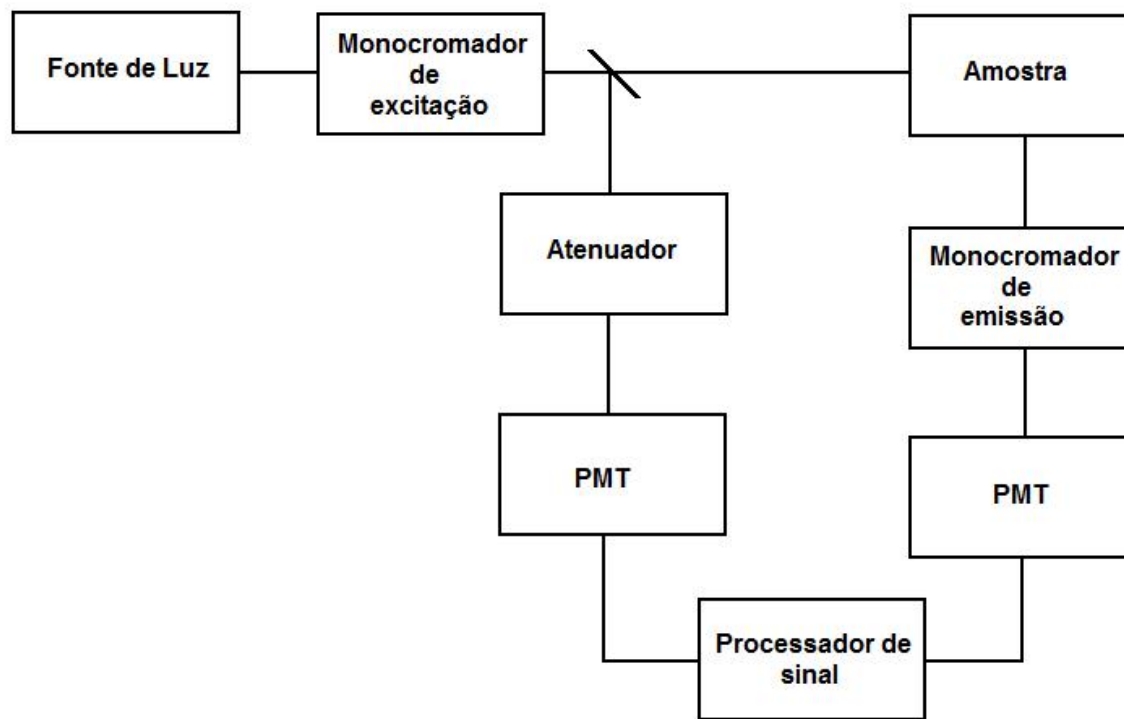 Fonte de Luz
Monocromador
de
excitação
Amostra
Atenuador
Monocromador
de
emissão
PMT
PMT
Processador de
sinal